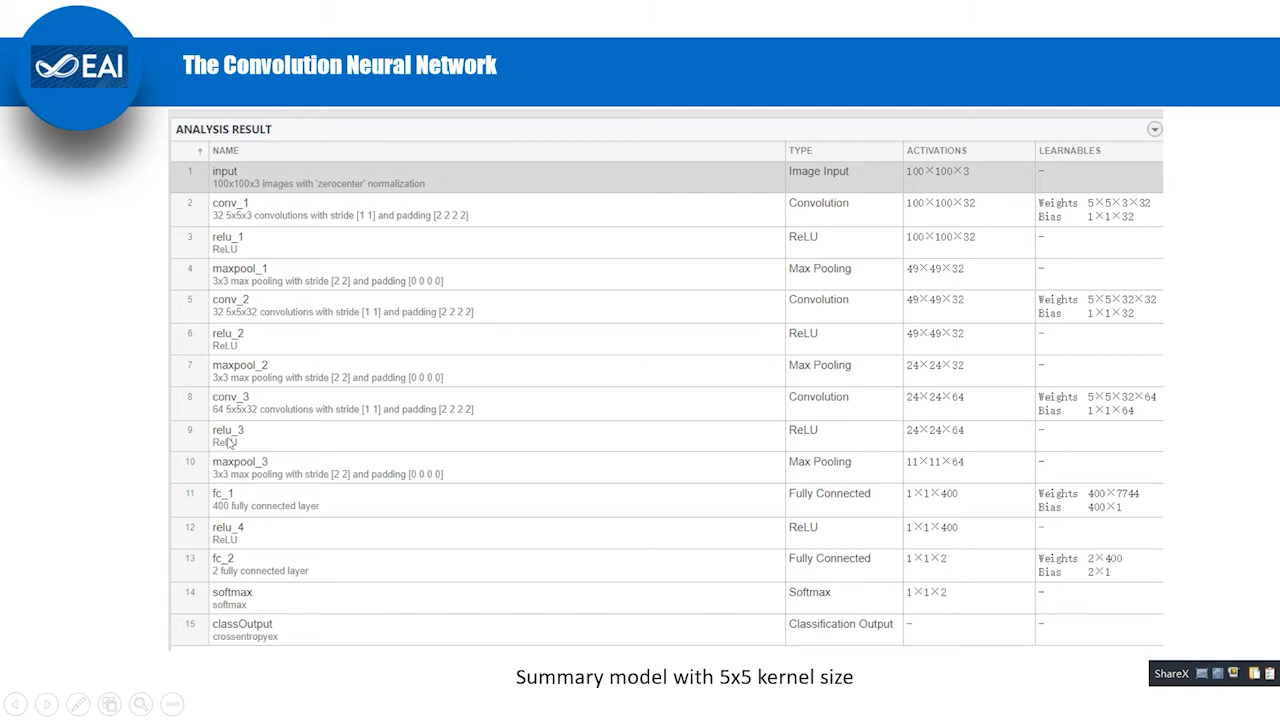 EAI
The Convolution Neural Network
ANALYSIS RESULT
NAME TYPE ACTIVATIONS LEARNABLES
1 input Image Input 100×100×3 –
100x100x3 images with 'zerocenter' normalization
2 conv_1 Convolution 100×100×32 Weights 5×5×3×32
32 5x5x3 convolutions with stride [1 1] and padding [2 2 2 2] Bias 1×1×32
3 relu_1 ReLU 100×100×32 –
ReLU
4 maxpool_1 Max Pooling 49×49×32 –
3x3 max pooling with stride [2 2] and padding [0 0 0 0]
5 conv_2 Convolution 49×49×32 Weights 5×5×32×32
32 5x5x32 convolutions with stride [1 1] and padding [2 2 2 2] Bias 1×1×32
6 relu_2 ReLU 49×49×32 –
ReLU
7 maxpool_2 Max Pooling 24×24×32 –
3x3 max pooling with stride [2 2] and padding [0 0 0 0]
8 conv_3 Convolution 24×24×64 Weights 5×5×32×64
64 5x5x32 convolutions with stride [1 1] and padding [2 2 2 2] Bias 1×1×64
9 relu_3 ReLU 24×24×64 –
ReLU
10 maxpool_3 Max Pooling 11×11×64 –
3x3 max pooling with stride [2 2] and padding [0 0 0 0]
11 fc_1 Fully Connected 1×1×400 Weights 400×7744
400 fully connected layer Bias 400×1
12 relu_4 ReLU 1×1×400 –
ReLU
13 fc_2 Fully Connected 1×1×2 Weights 2×400
2 fully connected layer Bias 2×1
14 softmax Softmax 1×1×2 –
softmax
15 classOutput Classification Output – –
crossentropyex
Summary model with 5x5 kernel size
ShareX